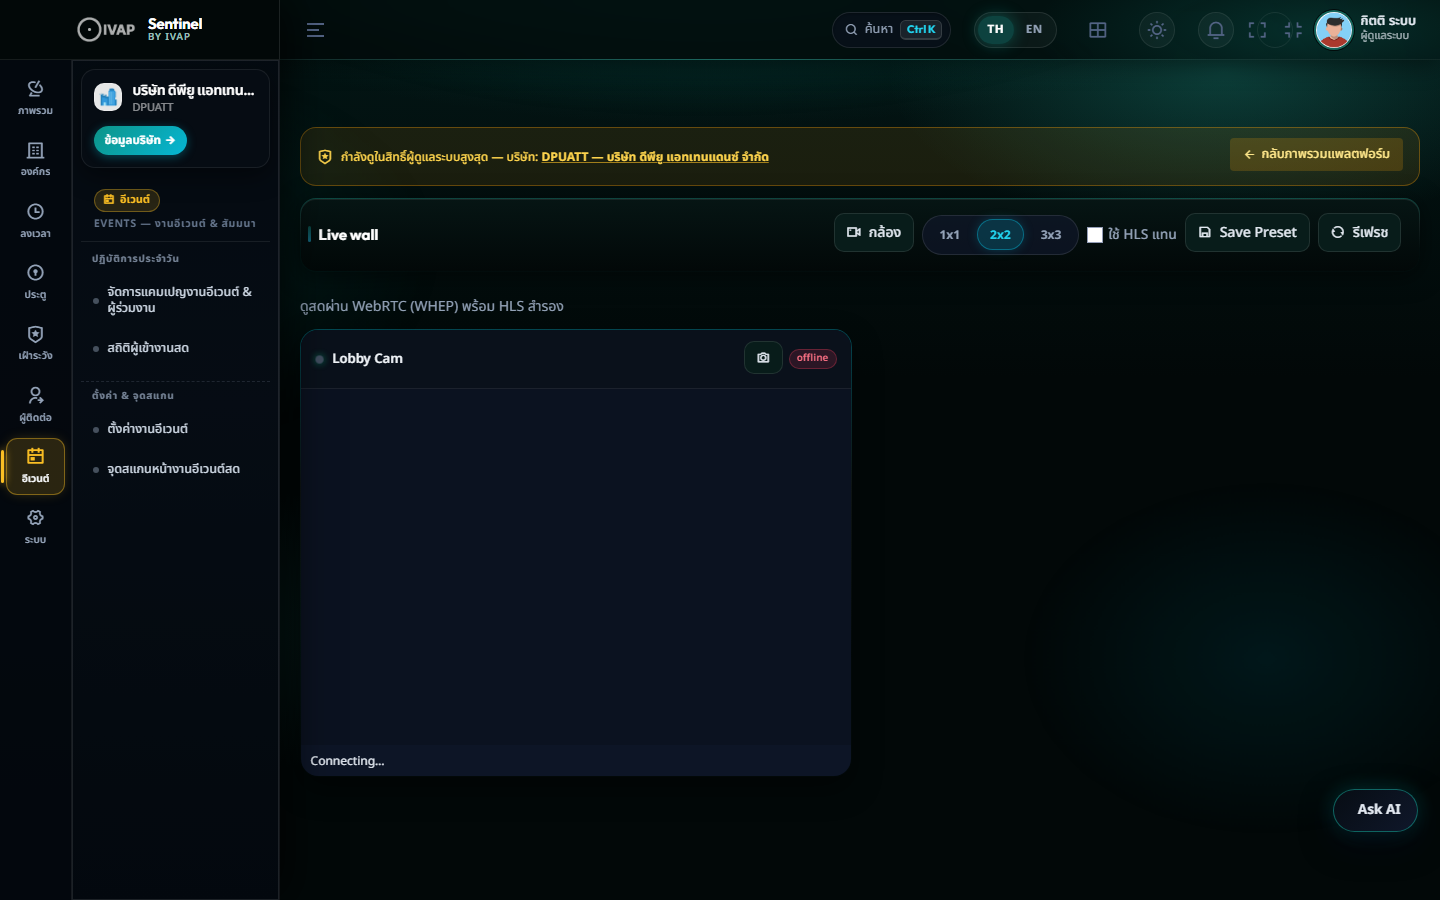 IVAP
Sentinel
BY IVAP
ค้นหา Ctrl K
TH EN
กิตติ ระบบ
ผู้ดูแลระบบ
ภาพรวม
องค์กร
ลงเวลา
ประตู
เฝ้าระวัง
ผู้ติดต่อ
อีเวนต์
ระบบ
บริษัท ดีพียู แอทเทน...
DPUATT
ข้อมูลบริษัท →
อีเวนต์
EVENTS — งานอีเวนต์ & สัมมนา
ปฏิบัติการประจำวัน
จัดการแคมเปญงานอีเวนต์ &
ผู้ร่วมงาน
สถิติผู้เข้างานสด
ตั้งค่า & จุดสแกน
ตั้งค่างานอีเวนต์
จุดสแกนหน้างานอีเวนต์สด
กำลังดูในสิทธิ์ผู้ดูแลระบบสูงสุด — บริษัท: DPUATT — บริษัท ดีพียู แอทเทนแดนซ์ จำกัด
← กลับภาพรวมแพลตฟอร์ม
Live wall
กล้อง
1x1 2x2 3x3
ใช้ HLS แทน
Save Preset
รีเฟรช
ดูสดผ่าน WebRTC (WHEP) พร้อม HLS สำรอง
Lobby Cam
offline
Connecting...
Ask AI